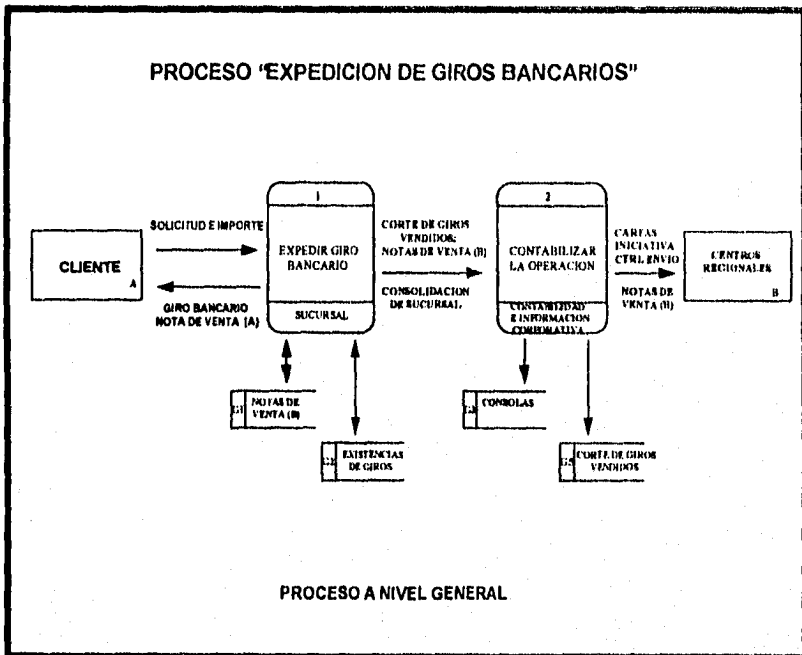 PROCESO "EXPEDICION DE GIROS BANCARIOS"
CLIENTE
A
SOLICITUD E IMPORTE
GIRO BANCARIO
NOTA DE VENTA (A)
1
EXPEDIR GIRO
BANCARIO
SUCURSAL
CORTE DE GIROS
VENDIDOS;
NOTAS DE VENTA (B)
CONSOLIDACION
DE SUCURSAL
2
CONTABILIZAR
LA OPERACION
CONTABILIDAD
E INFORMACION
CORPORATIVA
CARTAS
INICIATIVA
CTRL ENVIO
NOTAS DE
VENTA (B)
CENTROS
REGIONALES
B
G1
NOTAS DE
VENTA (B)
G2
EXISTENCIAS
DE GIROS
CONSOLAS
G5
CORTE DE GIROS
VENDIDOS
PROCESO A NIVEL GENERAL